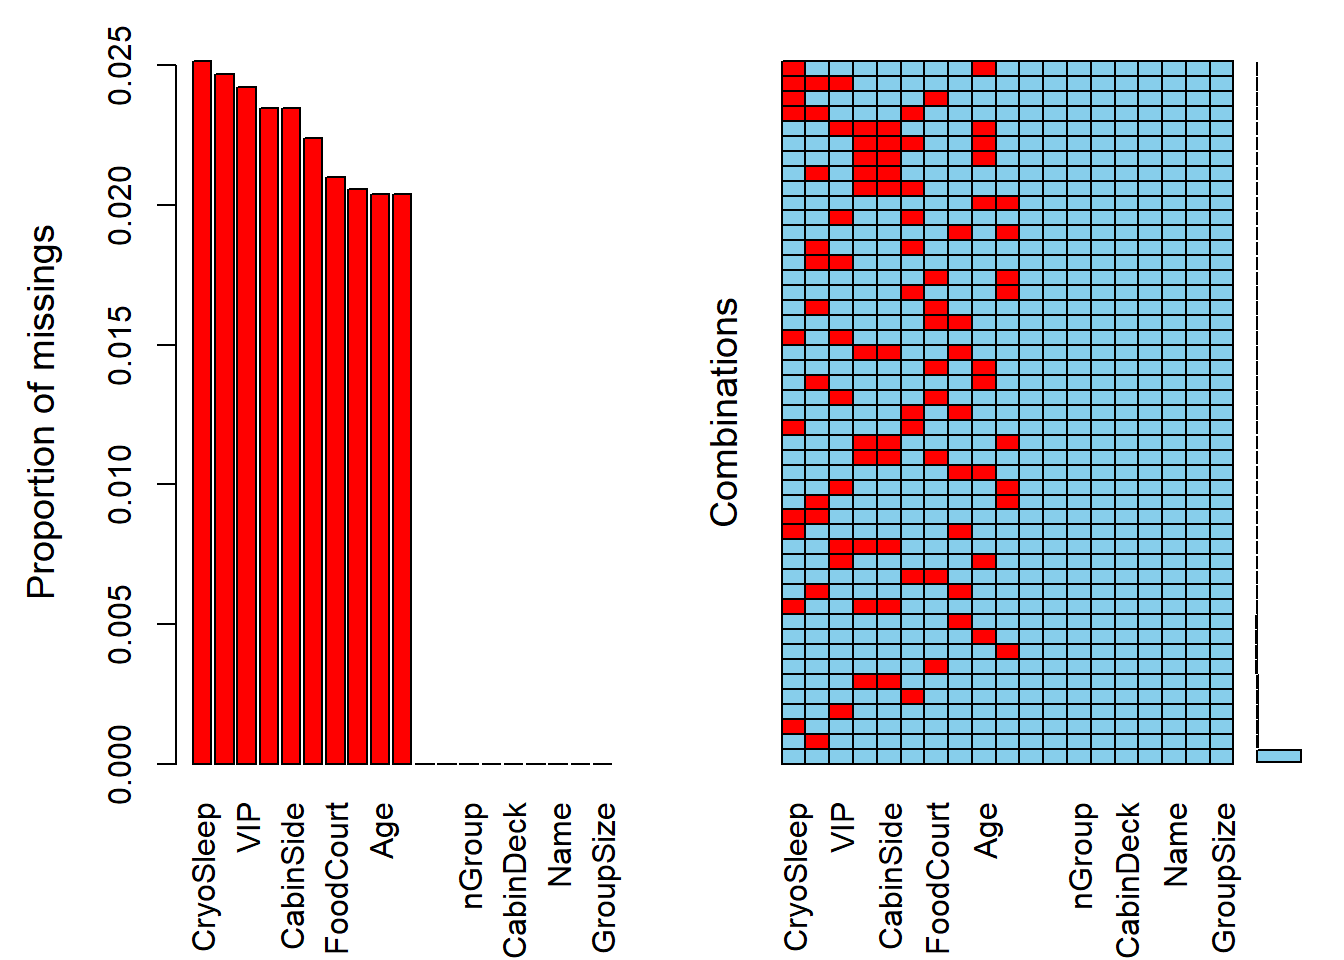 Proportion of missings
0.025
0.020
0.015
0.010
0.005
0.000
CryoSleep
VIP
CabinSide
FoodCourt
Age
nGroup
CabinDeck
Name
GroupSize
Combinations
CryoSleep
VIP
CabinSide
FoodCourt
Age
nGroup
CabinDeck
Name
GroupSize